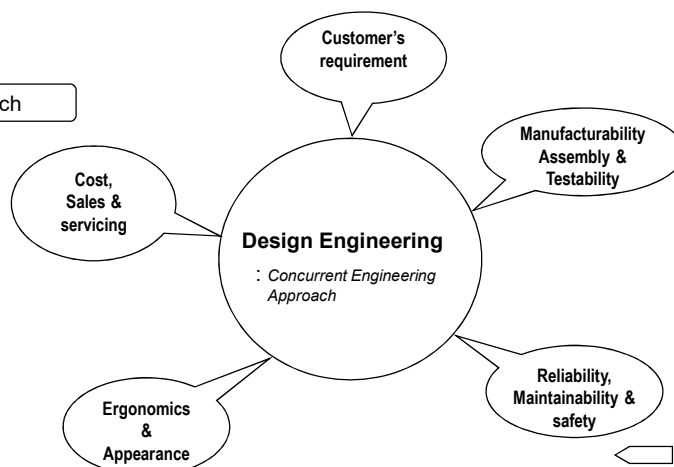 Customer's
requirement
ch
Manufacturability
Assembly &
Testability
Cost,
Sales &
servicing
Design Engineering
: Concurrent Engineering
Approach
Reliability,
Maintainability &
safety
Ergonomics
&
Appearance